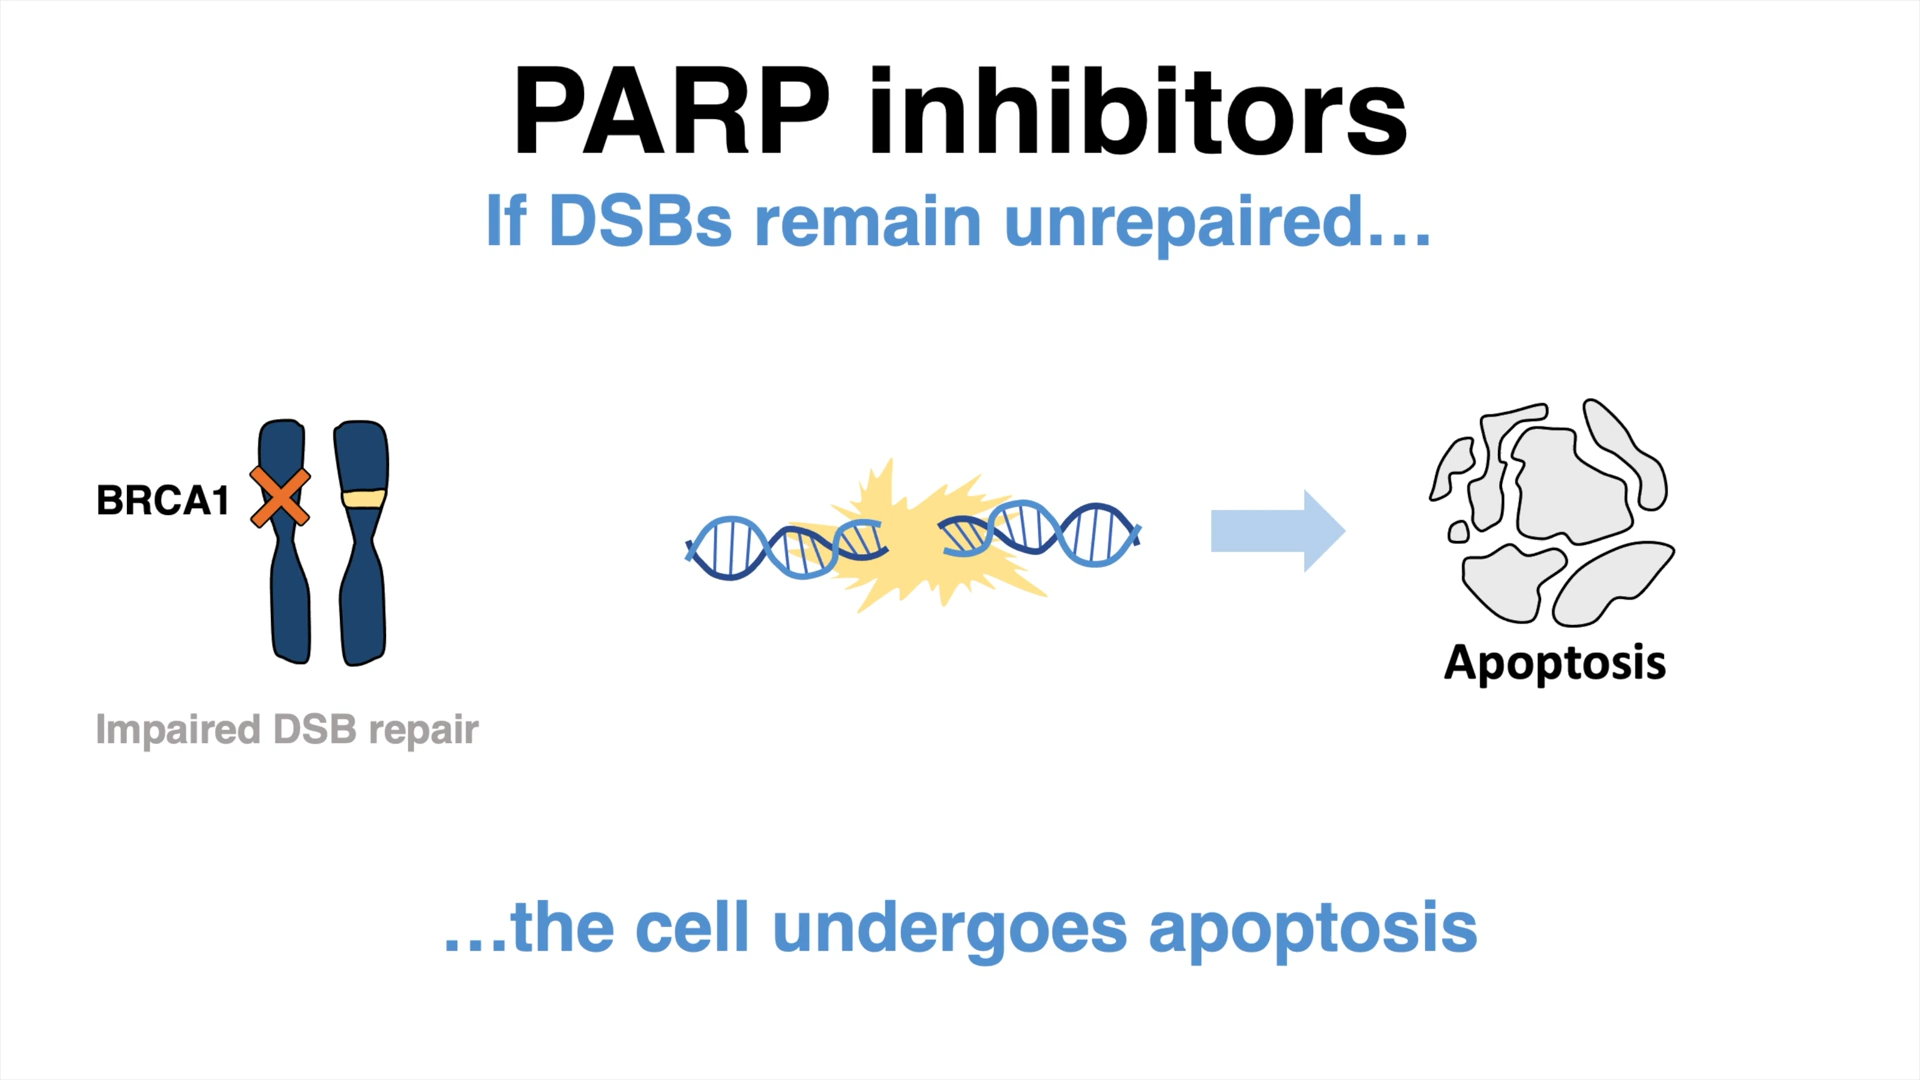 PARP inhibitors
If DSBs remain unrepaired...
BRCA1
Apoptosis
Impaired DSB repair
...the cell undergoes apoptosis